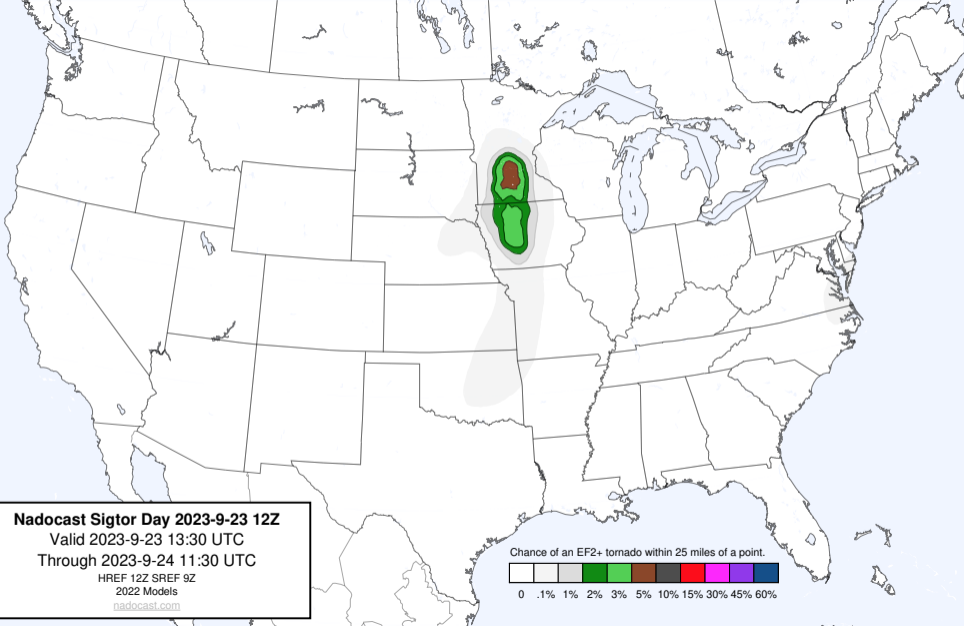 Nadocast Sigtor Day 2023-9-23 12Z
Valid 2023-9-23 13:30 UTC
Through 2023-9-24 11:30 UTC
HREF 12Z SREF 9Z
2022 Models
nadocast.com
Chance of an EF2+ tornado within 25 miles of a point.
0 .1% 1% 2% 3% 5% 10% 15% 30% 45% 60%